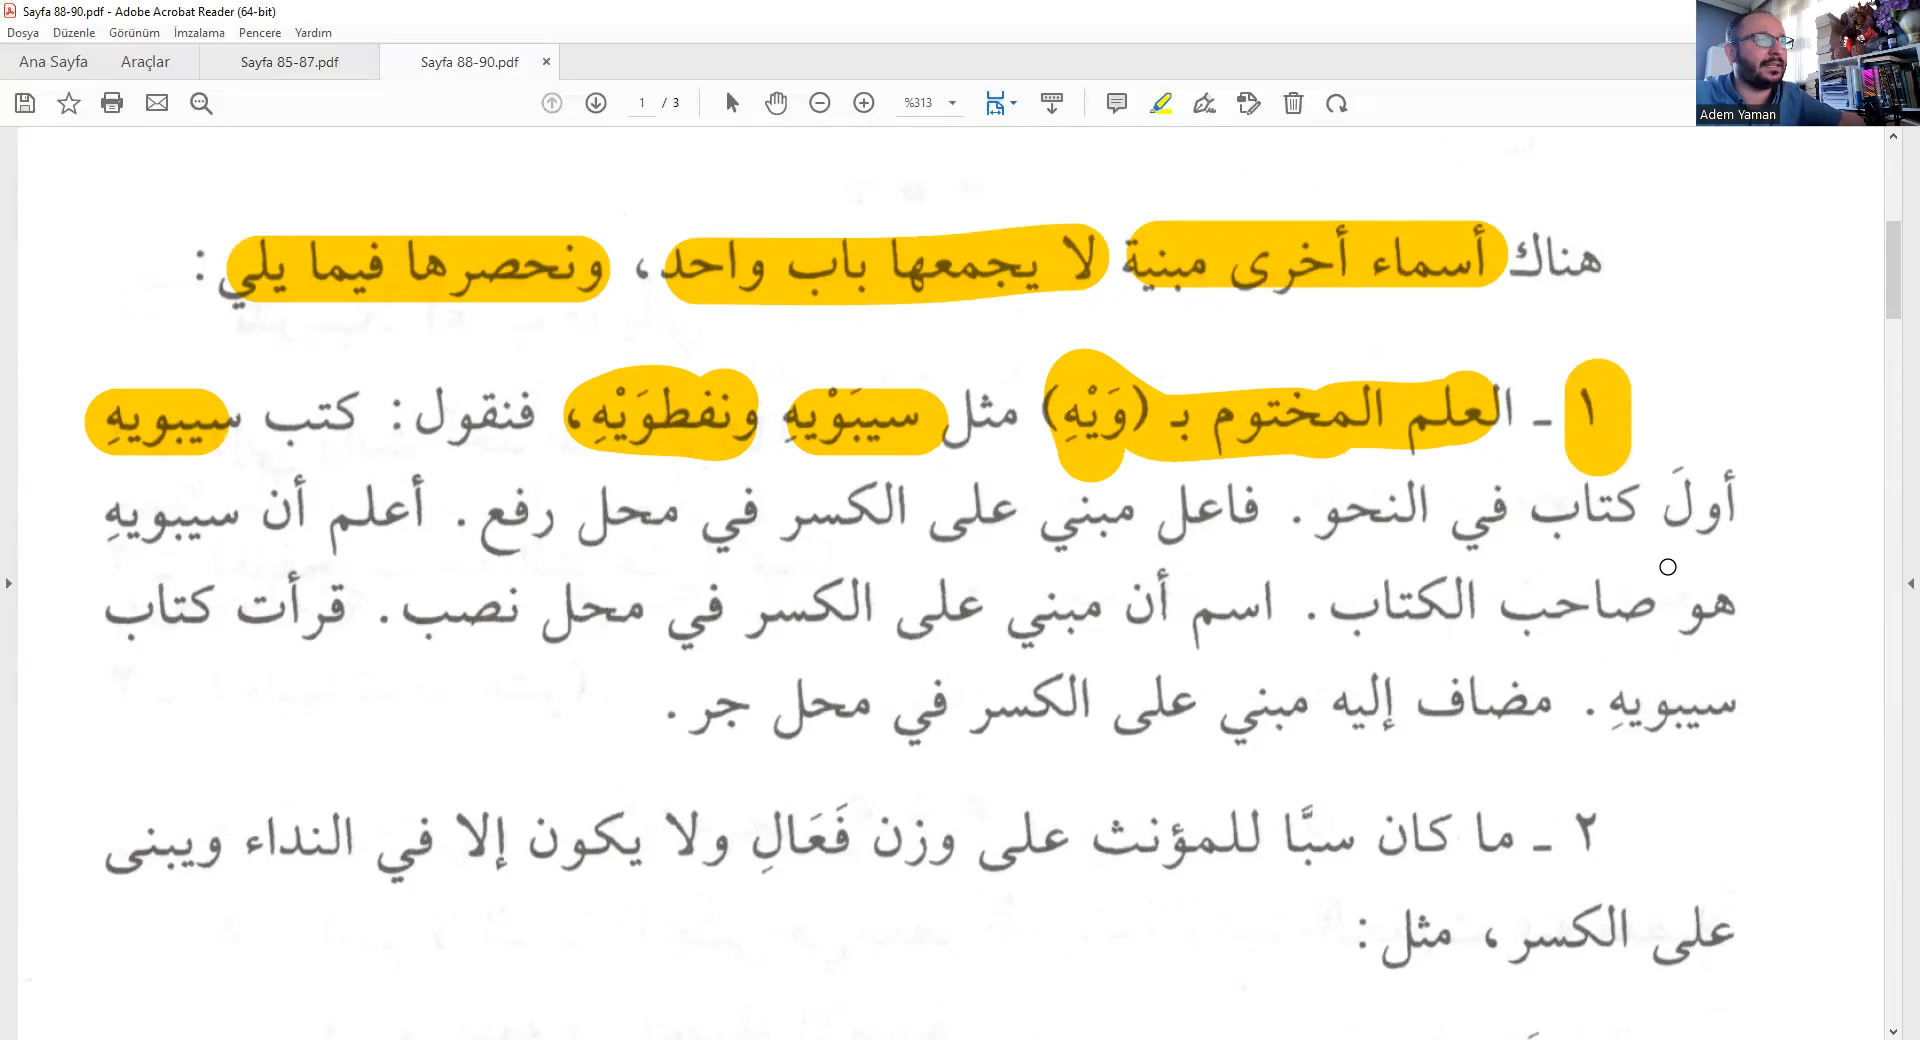 Sayfa 88-90.pdf - Adobe Acrobat Reader (64-bit)
Dosya Düzenle Görünüm İmzalama Pencere Yardım
Ana Sayfa Araçlar Sayfa 85-87.pdf Sayfa 88-90.pdf ×
1 / 3 %313
Adem Yaman
هناك أسماء أخرى مبنية لا يجمعها باب واحد، ونحصرها فيما يلي :
١ ـ العلم المختوم بـ (وَيْهِ) مثل سيبَوْيهِ ونفطوَيْهِ، فنقول: كتب سيبويهِ
أولَ كتاب في النحو . فاعل مبني على الكسر في محل رفع . أعلم أن سيبويهِ
هو صاحب الكتاب . اسم أن مبني على الكسر في محل نصب . قرأت كتاب
سيبويهِ . مضاف إليه مبني على الكسر في محل جر .
٢ ـ ما كان سبَّا للمؤنث على وزن فَعَالِ ولا يكون إلا في النداء ويبنى
على الكسر ، مثل :